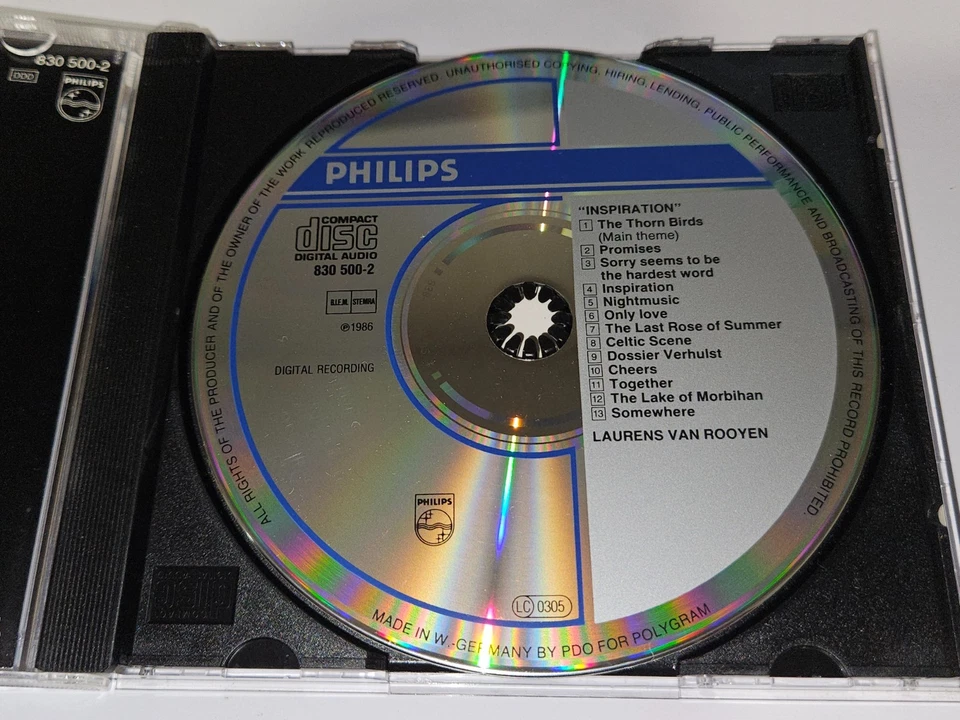 830 500-2
DDD
PHILIPS
ALL RIGHTS OF THE PRODUCER AND OF THE OWNER OF THE WORK REPRODUCED RESERVED. UNAUTHORISED COPYING, HIRING, LENDING, PUBLIC PERFORMANCE AND BROADCASTING OF THIS RECORD PROHIBITED.
PHILIPS
COMPACT
disc
DIGITAL AUDIO
830 500-2
B.I.E.M. STEMRA
℗1986
DIGITAL RECORDING
"INSPIRATION"
1 The Thorn Birds
(Main theme)
2 Promises
3 Sorry seems to be
the hardest word
4 Inspiration
5 Nightmusic
6 Only love
7 The Last Rose of Summer
8 Celtic Scene
9 Dossier Verhulst
10 Cheers
11 Together
12 The Lake of Morbihan
13 Somewhere
LAURENS VAN ROOYEN
PHILIPS
LC 0305
MADE IN W.-GERMANY BY PDO FOR POLYGRAM